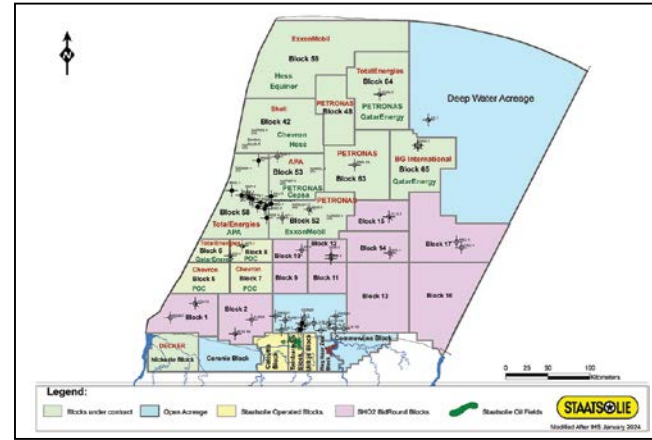 N
ExxonMobil
Block 59
Hess
Equinor
TotalEnergies
Block 64
PETRONAS
QatarEnergy
Deep Water Acreage
PETRONAS
Block 48
Shell
Block 42
Chevron
Hess
APA
Block 53
PETRONAS
Cepsa
PETRONAS
Block 63
BG International
Block 65
QatarEnergy
Block 58
TotalEnergies
APA
PETRONAS
Block 52
ExxonMobil
Block 15
TotalEnergies
Block 6
QatarEnergy
Block 8
POC
Block 10
Block 12
Block 14
Block 17
Chevron
Block 5
POC
Chevron
Block 7
POC
Block 9
Block 11
Block 13
Block 16
Block 1
Block 2
DECKER
Nickerie Block
Coronie Block
Commewijne Block
0 25 50 100
Kilometers
Legend:
Blocks under contract
Open Acreage
Staatsolie Operated Blocks
SHO2 BidRound Blocks
Staatsolie Oil Fields
STAATSOLIE
Modified After IHS January 2024